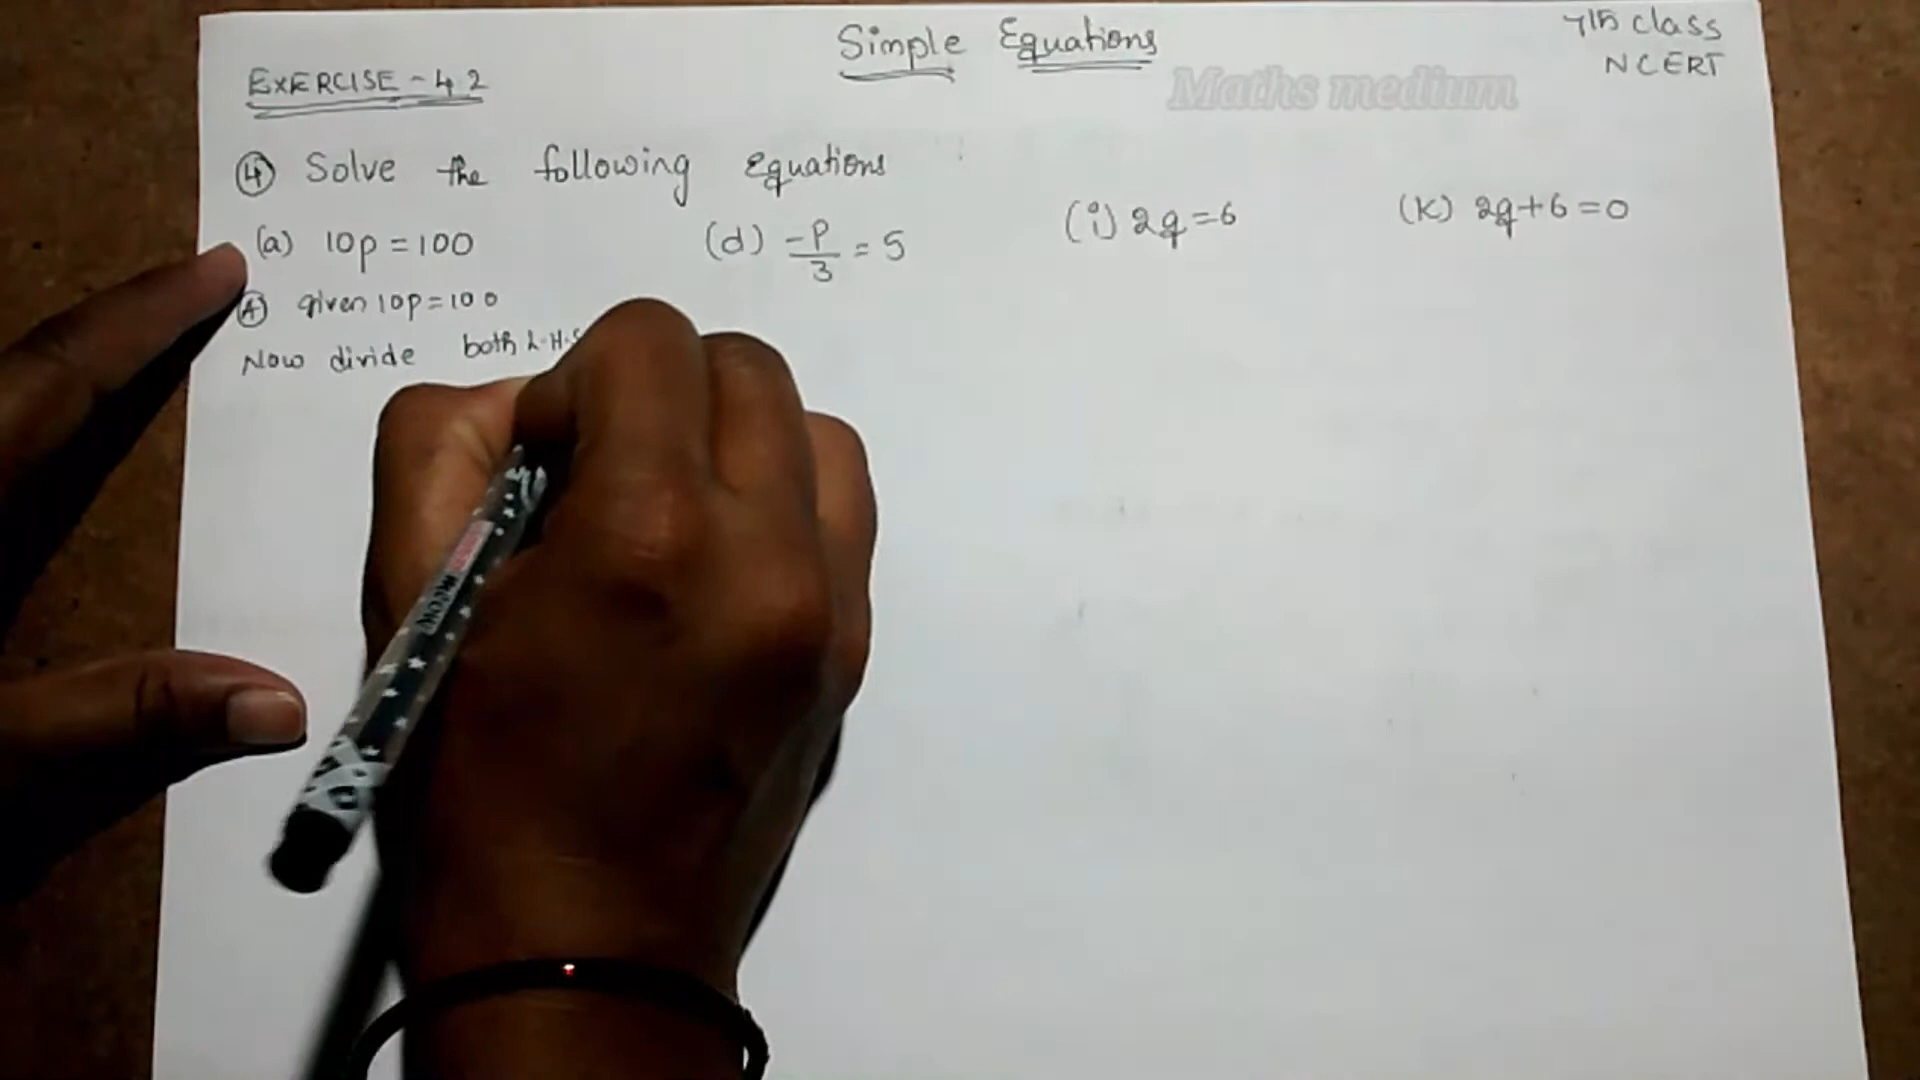 Simple Equations
7th class
NCERT
Maths medium
EXERCISE - 4.2
④ Solve the following Equations
(a) 10p = 100
(d) -P/3 = 5
(i) 2q = 6
(k) 2q + 6 = 0
Ⓐ given 10p = 100
Now divide both L.H.S